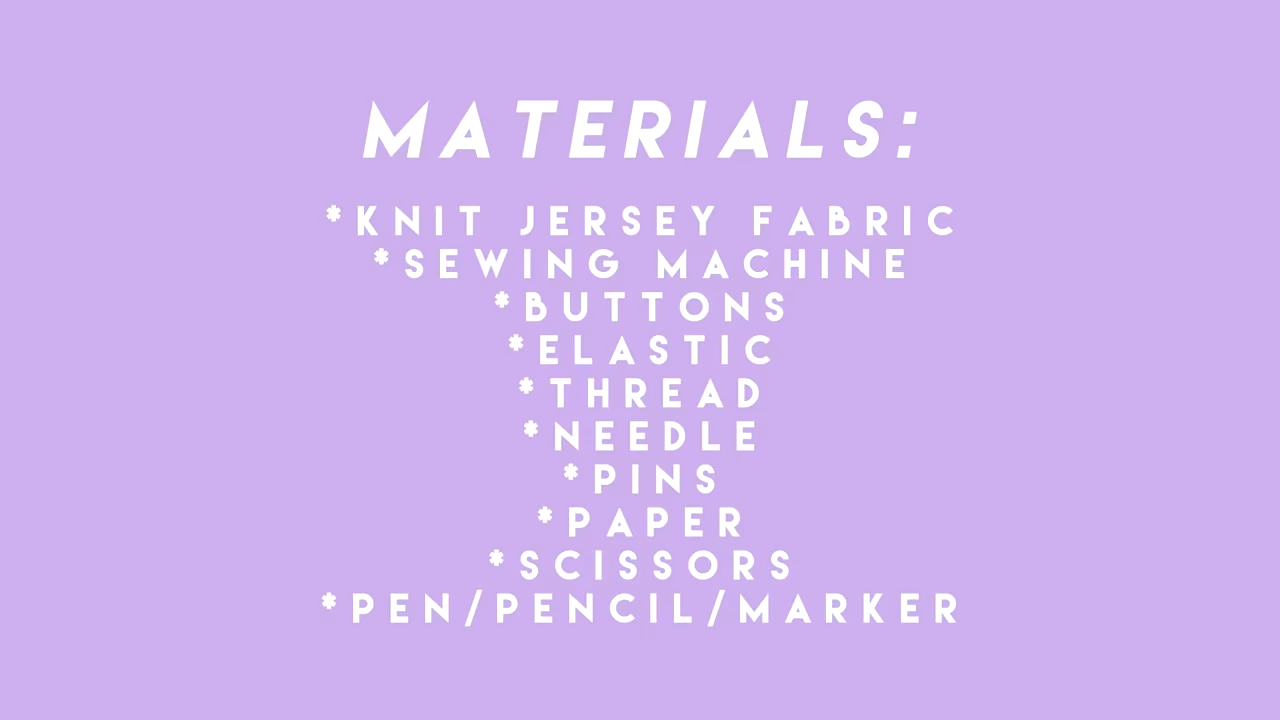 MATERIALS:
*KNIT JERSEY FABRIC
*SEWING MACHINE
*BUTTONS
*ELASTIC
*THREAD
*NEEDLE
*PINS
*PAPER
*SCISSORS
*PEN/PENCIL/MARKER